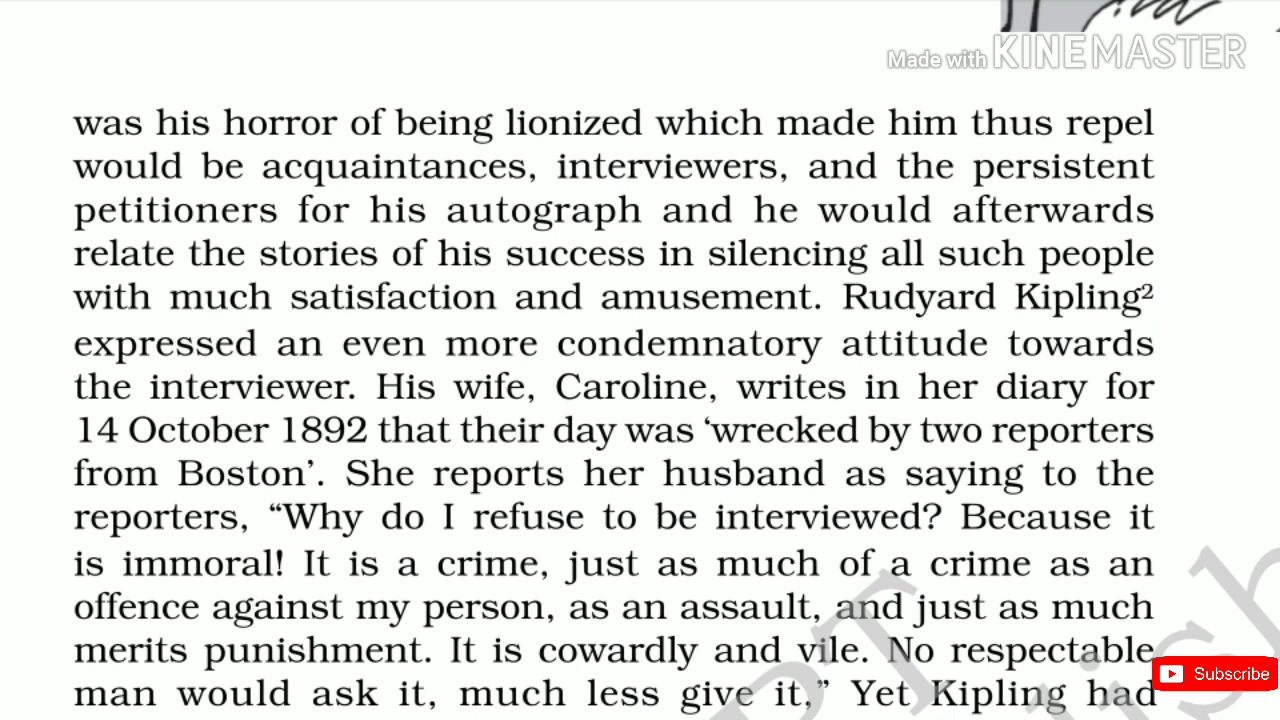 Made with KINEMASTER
was his horror of being lionized which made him thus repel
would be acquaintances, interviewers, and the persistent
petitioners for his autograph and he would afterwards
relate the stories of his success in silencing all such people
with much satisfaction and amusement. Rudyard Kipling²
expressed an even more condemnatory attitude towards
the interviewer. His wife, Caroline, writes in her diary for
14 October 1892 that their day was ‘wrecked by two reporters
from Boston’. She reports her husband as saying to the
reporters, “Why do I refuse to be interviewed? Because it
is immoral! It is a crime, just as much of a crime as an
offence against my person, as an assault, and just as much
merits punishment. It is cowardly and vile. No respectable
man would ask it, much less give it,” Yet Kipling had
Subscribe